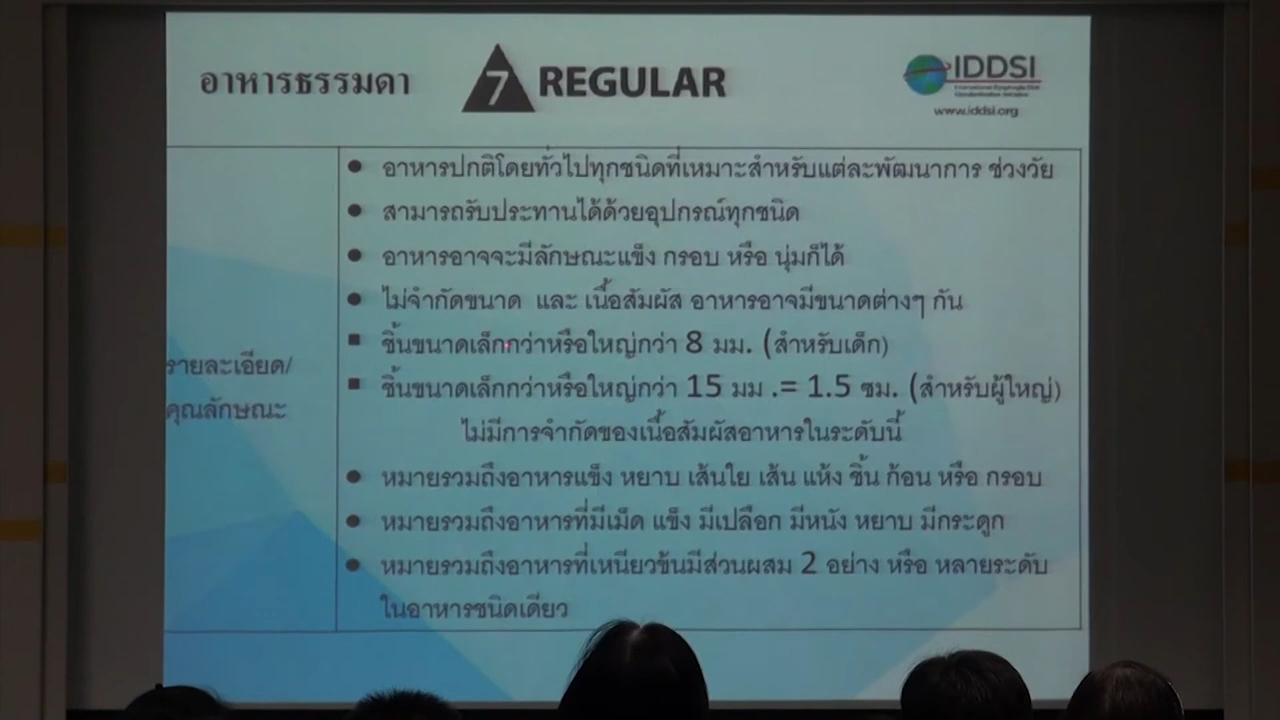 อาหารธรรมดา
7 REGULAR
IDDSI
International Dysphagia Diet
Standardisation Initiative
www.iddsi.org
รายละเอียด/
คุณลักษณะ
● อาหารปกติโดยทั่วไปทุกชนิดที่เหมาะสำหรับแต่ละพัฒนาการ ช่วงวัย
● สามารถรับประทานได้ด้วยอุปกรณ์ทุกชนิด
● อาหารอาจจะมีลักษณะแข็ง กรอบ หรือ นุ่มก็ได้
● ไม่จำกัดขนาด และ เนื้อสัมผัส อาหารอาจมีขนาดต่างๆ กัน
■ ชิ้นขนาดเล็กกว่าหรือใหญ่กว่า 8 มม. (สำหรับเด็ก)
■ ชิ้นขนาดเล็กกว่าหรือใหญ่กว่า 15 มม .= 1.5 ซม. (สำหรับผู้ใหญ่)
ไม่มีการจำกัดของเนื้อสัมผัสอาหารในระดับนี้
● หมายรวมถึงอาหารแข็ง หยาบ เส้นใย เส้น แห้ง ชิ้น ก้อน หรือ กรอบ
● หมายรวมถึงอาหารที่มีเม็ด แข็ง มีเปลือก มีหนัง หยาบ มีกระดูก
● หมายรวมถึงอาหารที่เหนียวข้นมีส่วนผสม 2 อย่าง หรือ หลายระดับ
ในอาหารชนิดเดียว